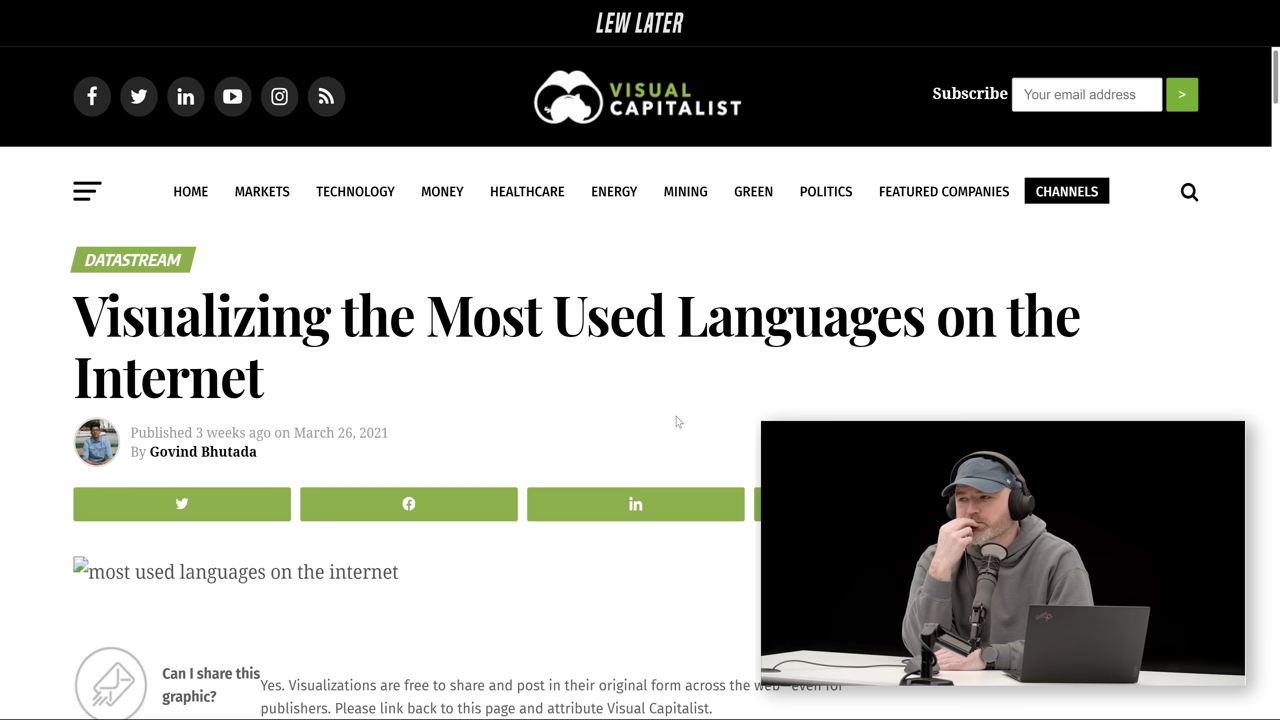 LEW LATER
VISUAL
CAPITALIST
Subscribe
Your email address
>
HOME
MARKETS
TECHNOLOGY
MONEY
HEALTHCARE
ENERGY
MINING
GREEN
POLITICS
FEATURED COMPANIES
CHANNELS
DATASTREAM
Visualizing the Most Used Languages on the
Internet
Published 3 weeks ago on March 26, 2021
By Govind Bhutada
most used languages on the internet
Can I share this
graphic?
Yes. Visualizations are free to share and post in their original form across the web—even for
publishers. Please link back to this page and attribute Visual Capitalist.